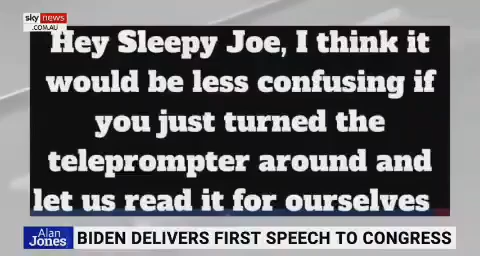 sky news
.COM.AU
Hey Sleepy Joe, I think it
would be less confusing if
you just turned the
teleprompter around and
let us read it for ourselves
Alan
Jones
BIDEN DELIVERS FIRST SPEECH TO CONGRESS